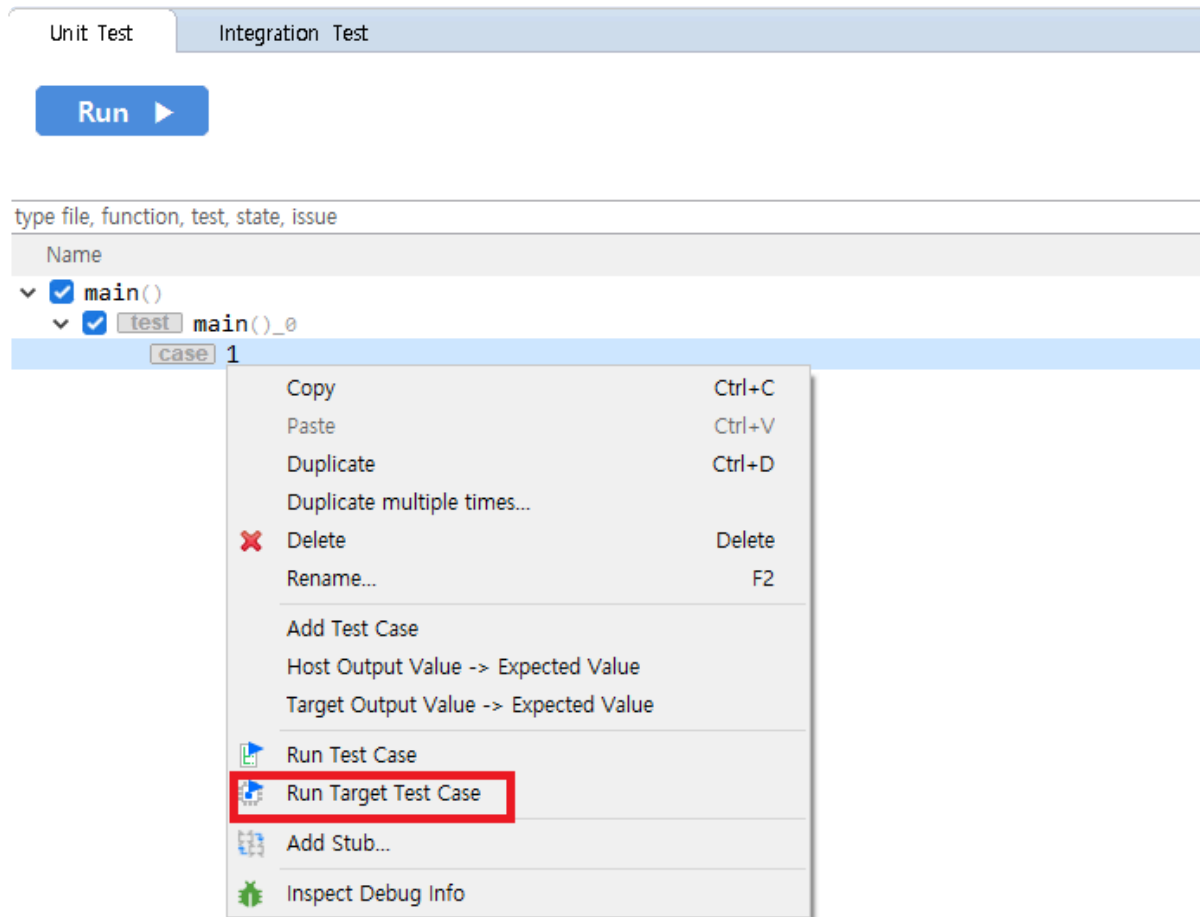 Unit Test Integration Test
Run
type file, function, test, state, issue
Name
main()
test main()_0
case 1
Copy Ctrl+C
Paste Ctrl+V
Duplicate Ctrl+D
Duplicate multiple times...
Delete Delete
Rename... F2
Add Test Case
Host Output Value -> Expected Value
Target Output Value -> Expected Value
Run Test Case
Run Target Test Case
Add Stub...
Inspect Debug Info